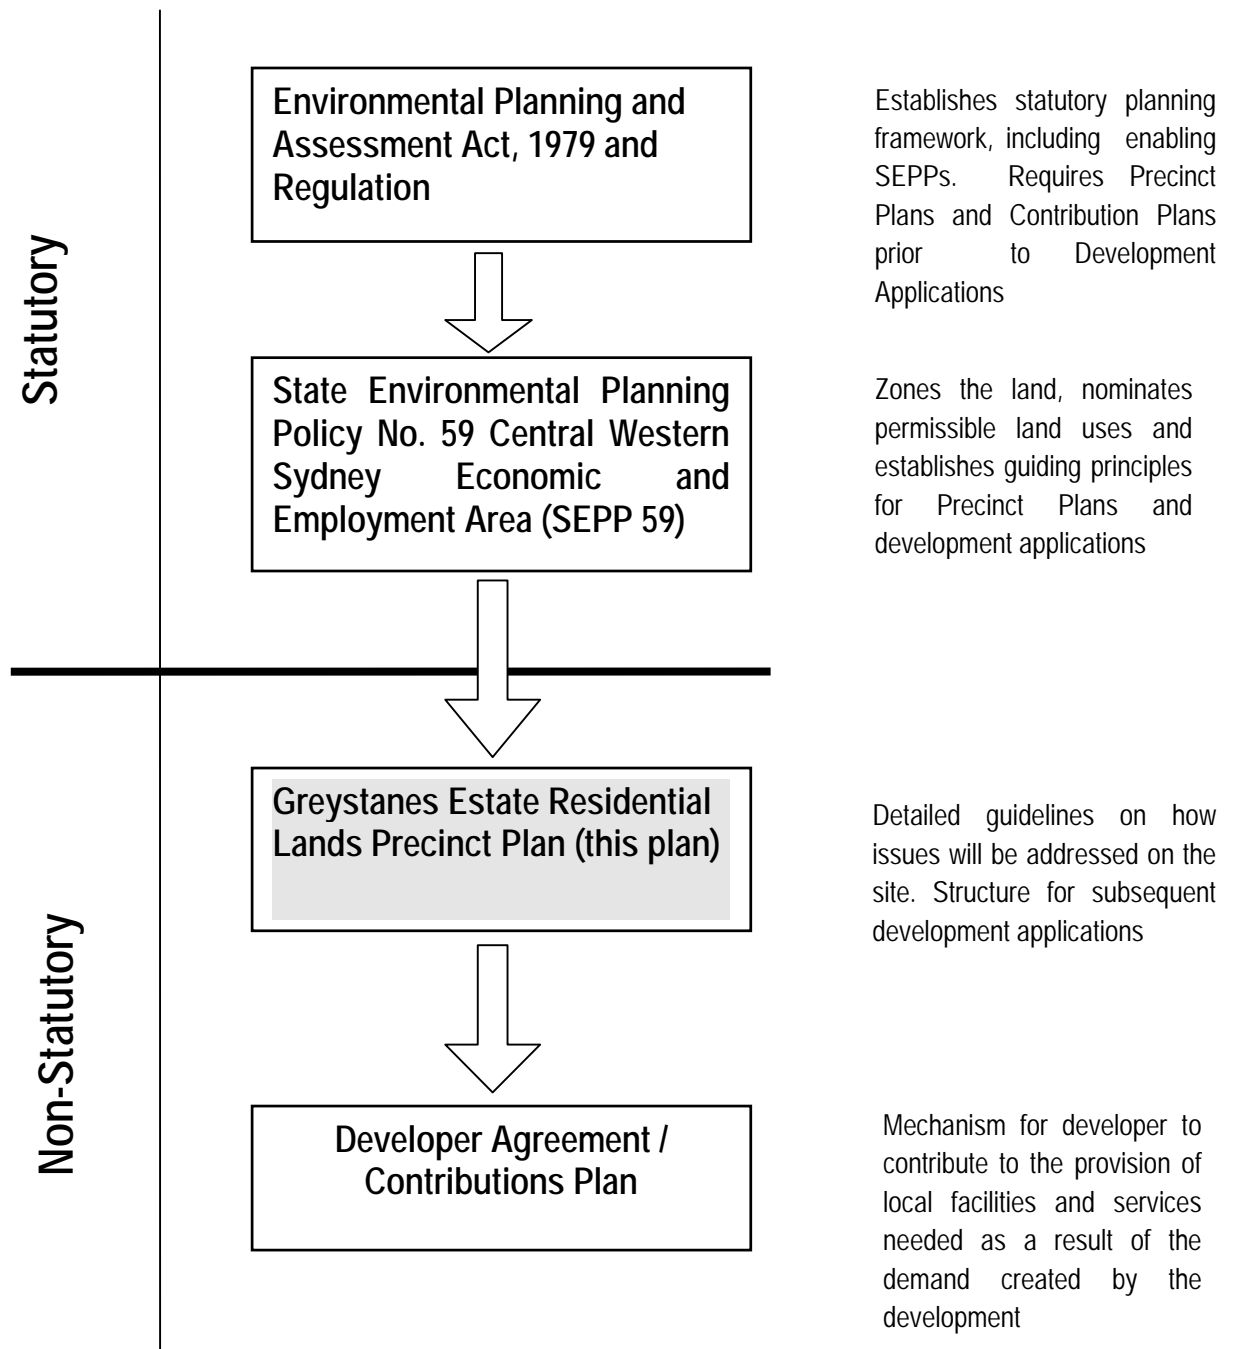 Statutory
Environmental Planning and
Assessment Act, 1979 and
Regulation
Establishes statutory planning
framework, including enabling
SEPPs. Requires Precinct
Plans and Contribution Plans
prior to Development
Applications
State Environmental Planning
Policy No. 59 Central Western
Sydney Economic and
Employment Area (SEPP 59)
Zones the land, nominates
permissible land uses and
establishes guiding principles
for Precinct Plans and
development applications
Non-Statutory
Greystanes Estate Residential
Lands Precinct Plan (this plan)
Detailed guidelines on how
issues will be addressed on the
site. Structure for subsequent
development applications
Developer Agreement /
Contributions Plan
Mechanism for developer to
contribute to the provision of
local facilities and services
needed as a result of the
demand created by the
development